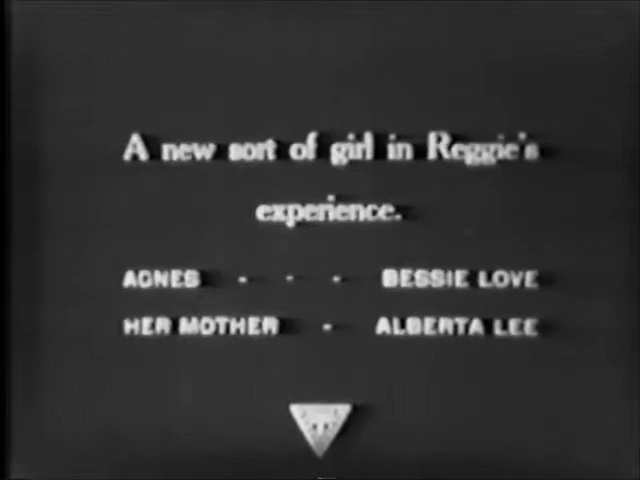 A new sort of girl in Reggie's
experience.
AGNES - - - BESSIE LOVE
HER MOTHER - ALBERTA LEE